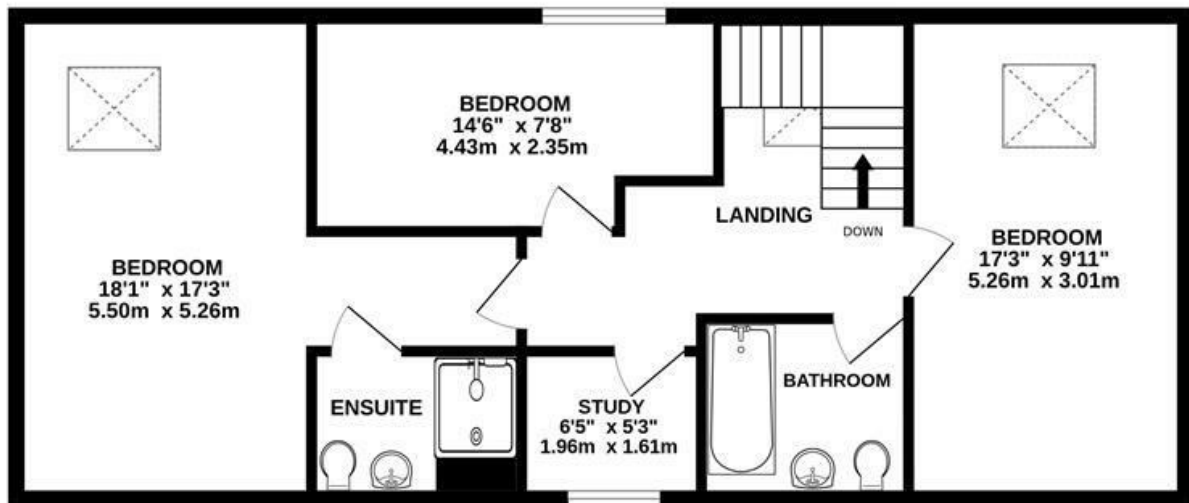 BEDROOM
14'6" x 7'8"
4.43m x 2.35m
LANDING
DOWN
BEDROOM
17'3" x 9'11"
5.26m x 3.01m
BEDROOM
18'1" x 17'3"
5.50m x 5.26m
ENSUITE
STUDY
6'5" x 5'3"
1.96m x 1.61m
BATHROOM